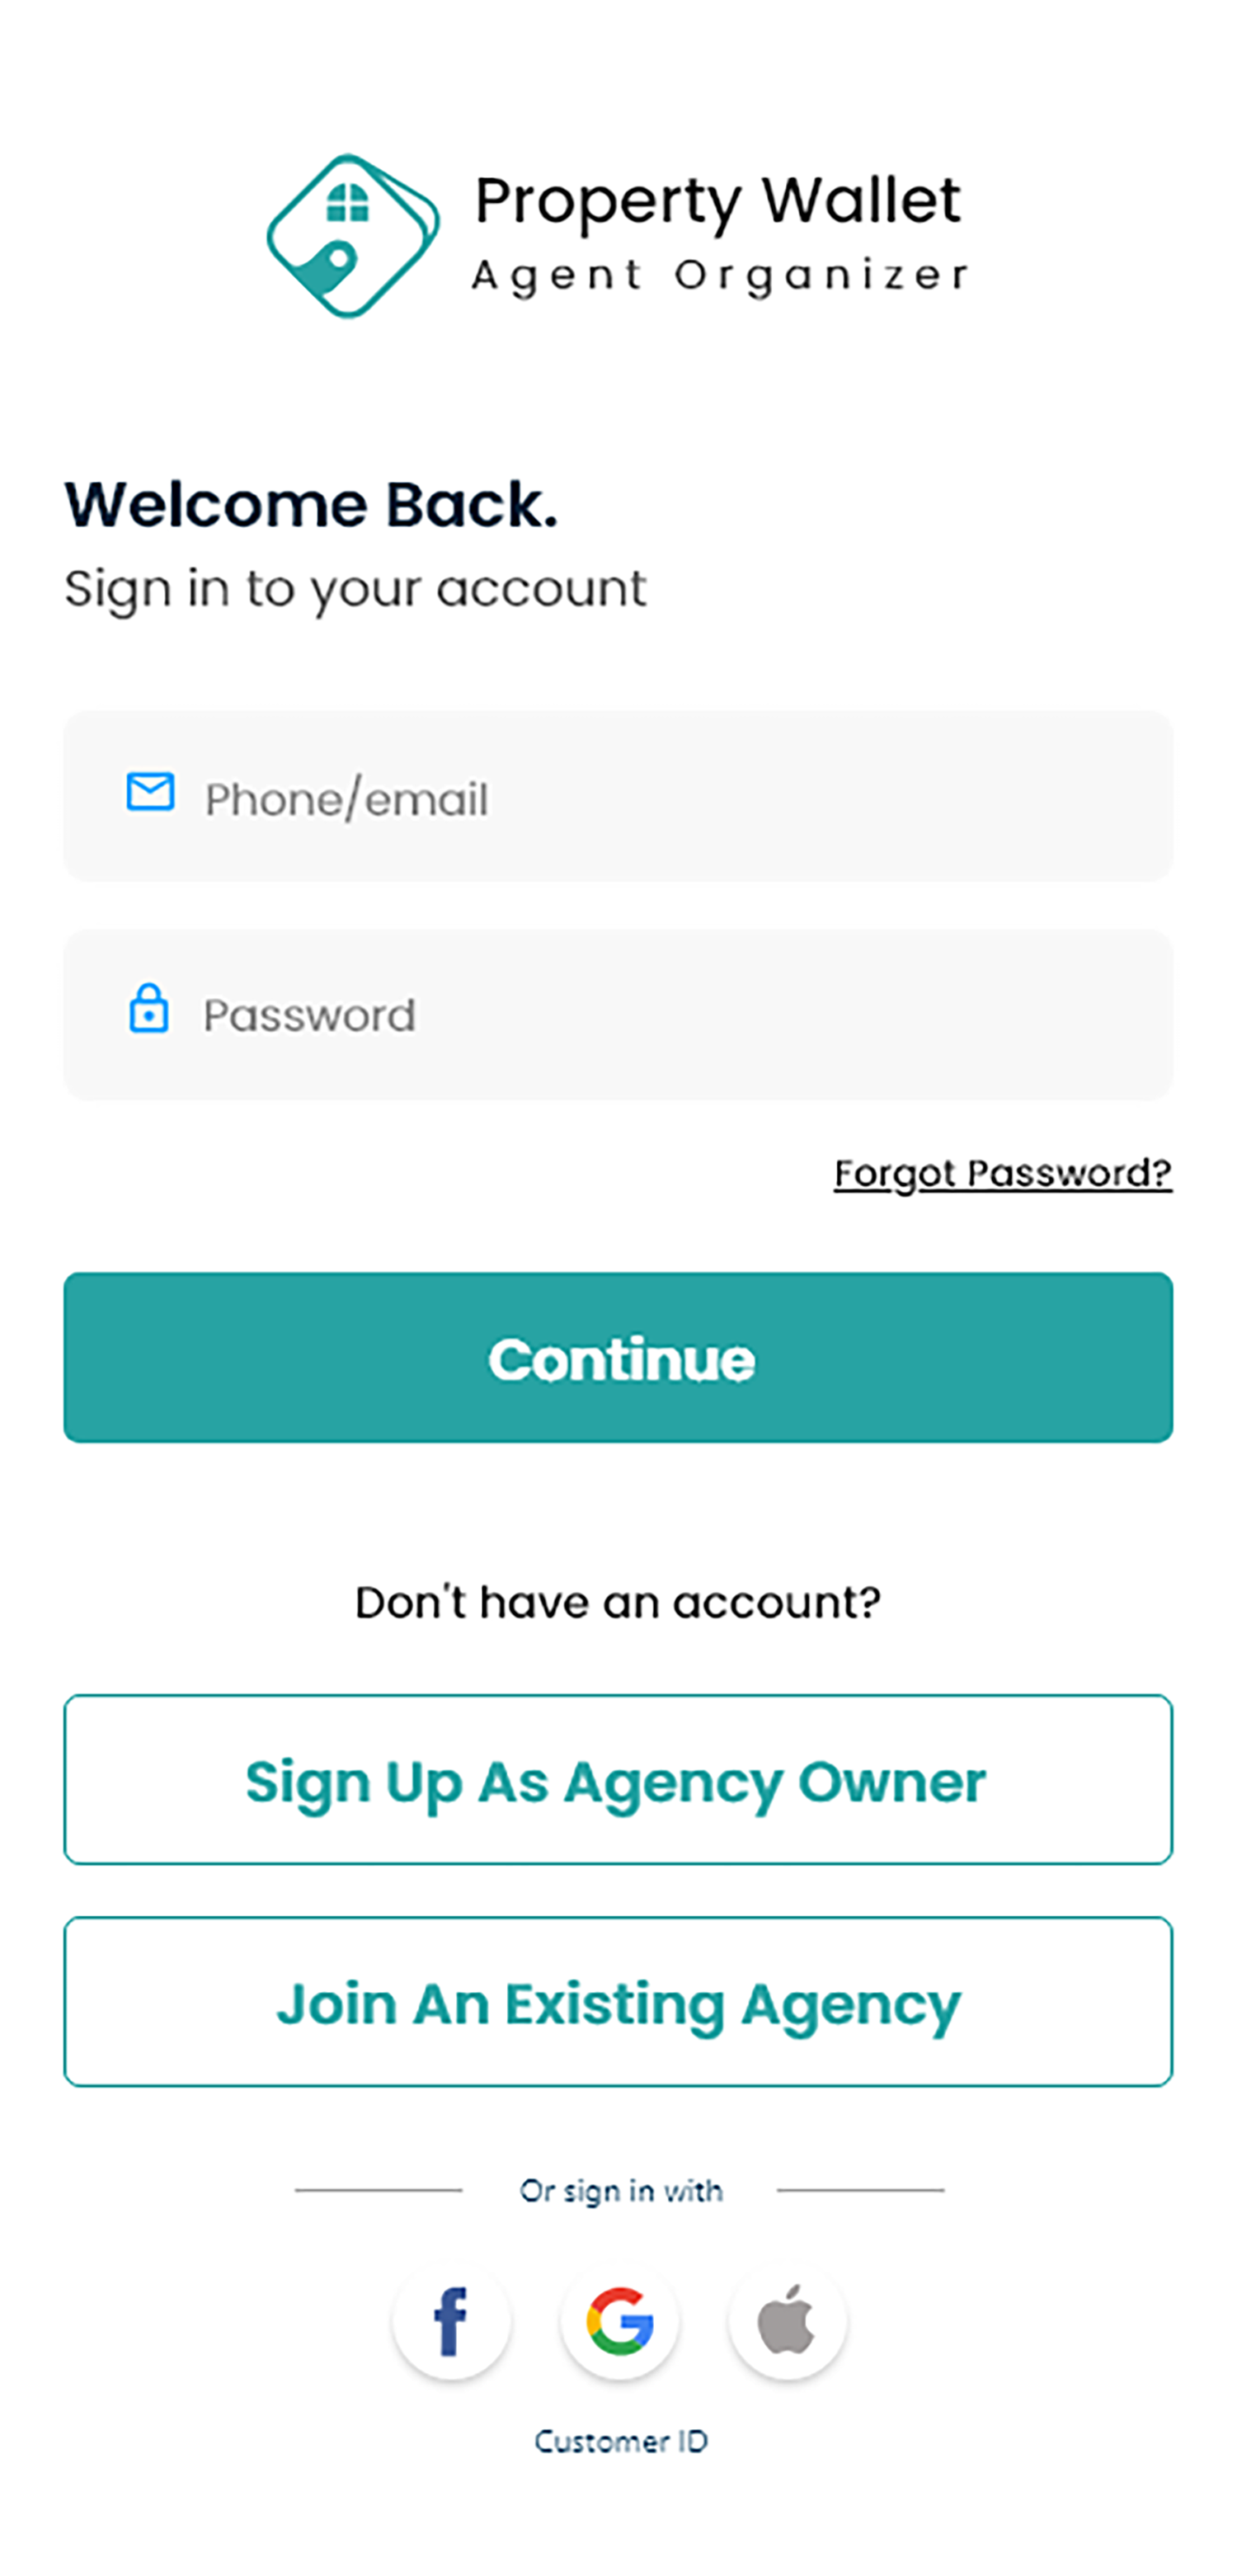 Property Wallet
Agent Organizer
Welcome Back.
Sign in to your account
Phone/email
Password
Forgot Password?
Continue
Don't have an account?
Sign Up As Agency Owner
Join An Existing Agency
Or sign in with
Customer ID